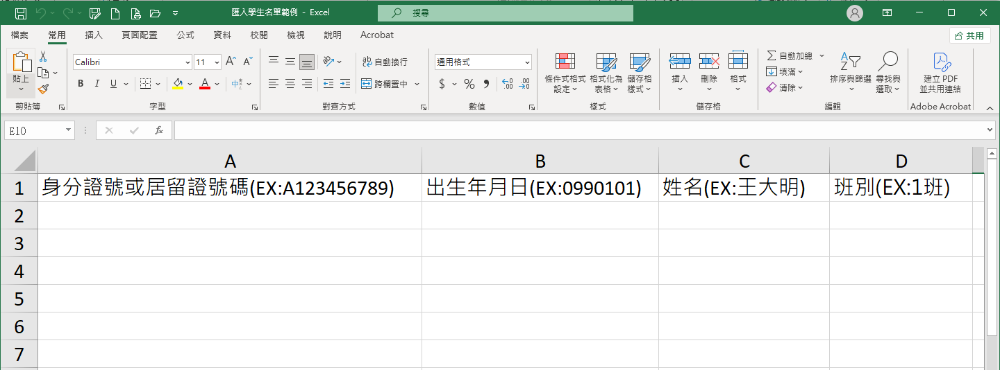 匯入學生名單範例 - Excel
搜尋
檔案 常用 插入 頁面配置 公式 資料 校閱 檢視 說明 Acrobat 共用
貼上
剪貼簿
Calibri 11
B I U A
字型
自動換行
跨欄置中
對齊方式
通用格式
$ % 9
數值
條件式格式設定 格式化為表格 儲存格樣式
樣式
插入 刪除 格式
儲存格
自動加總
填滿
清除
排序與篩選 尋找與選取
編輯
建立 PDF 並共用連結
Adobe Acrobat
E10 fx
A B C D
1 身分證號或居留證號碼(EX:A123456789) 出生年月日(EX:0990101) 姓名(EX:王大明) 班別(EX:1班)
2
3
4
5
6
7